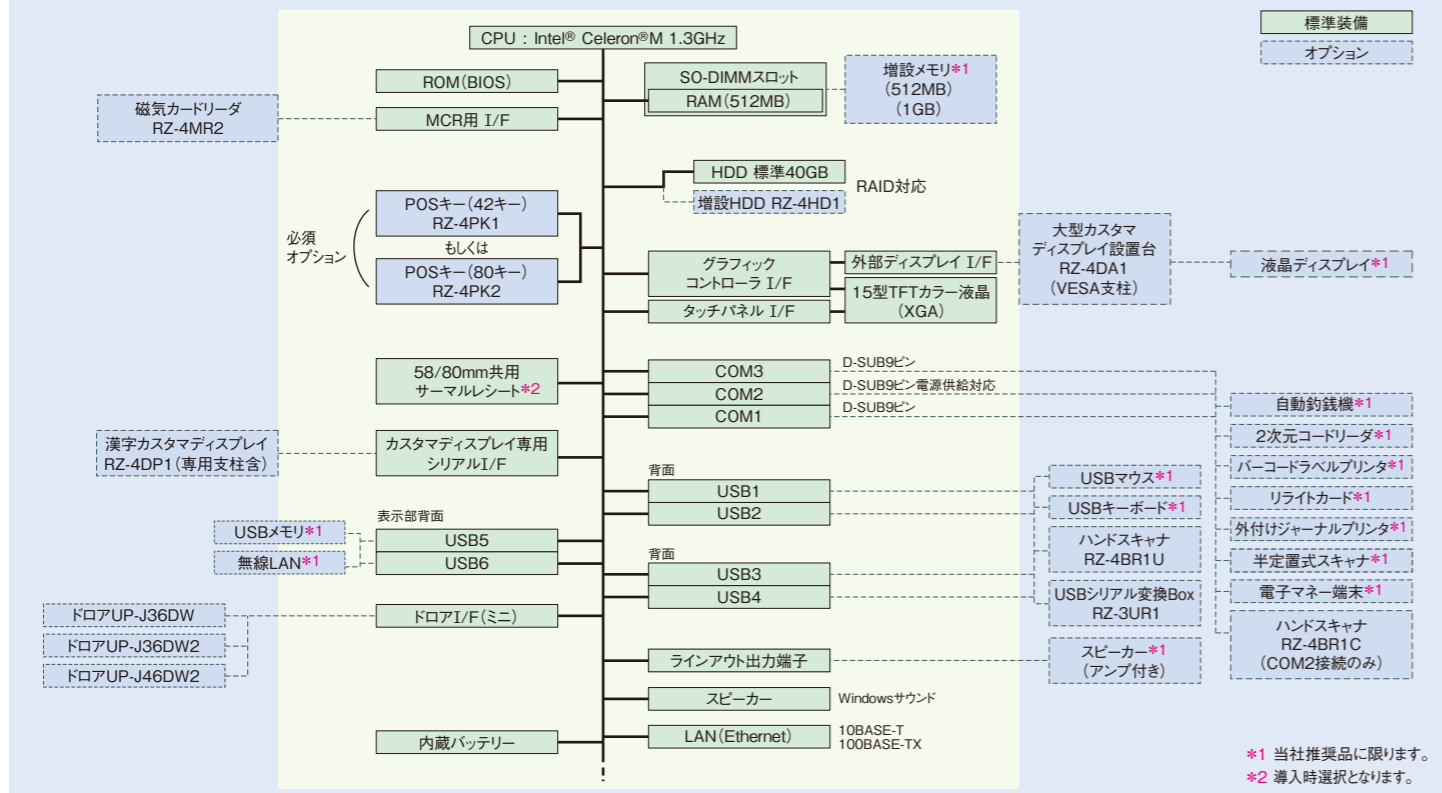 標準装備
オプション
CPU : Intel® Celeron®M 1.3GHz
ROM(BIOS)
磁気カードリーダ
RZ-4MR2
MCR用 I/F
SO-DIMMスロット
RAM(512MB)
増設メモリ*1
(512MB)
(1GB)
HDD 標準40GB
増設HDD RZ-4HD1
RAID対応
必須
オプション
POSキー(42キー)
RZ-4PK1
もしくは
POSキー(80キー)
RZ-4PK2
グラフィック
コントローラ I/F
タッチパネル I/F
外部ディスプレイ I/F
15型TFTカラー液晶
(XGA)
大型カスタマ
ディスプレイ設置台
RZ-4DA1
(VESA支柱)
液晶ディスプレイ*1
58/80mm共用
サーマルレシート*2
COM3
COM2
COM1
D-SUB9ピン
D-SUB9ピン電源供給対応
D-SUB9ピン
漢字カスタマディスプレイ
RZ-4DP1(専用支柱含)
カスタマディスプレイ専用
シリアルI/F
背面
USB1
USB2
表示部背面
USB5
USB6
USBメモリ*1
無線LAN*1
背面
USB3
USB4
USBマウス*1
USBキーボード*1
ハンドスキャナ
RZ-4BR1U
USBシリアル変換Box
RZ-3UR1
自動釣銭機*1
2次元コードリーダ*1
バーコードラベルプリンタ*1
リライトカード*1
外付けジャーナルプリンタ*1
半定置式スキャナ*1
電子マネー端末*1
ハンドスキャナ
RZ-4BR1C
(COM2接続のみ)
ドロアUP-J36DW
ドロアUP-J36DW2
ドロアUP-J46DW2
ドロアI/F(ミニ)
ラインアウト出力端子
スピーカー*1
(アンプ付き)
スピーカー
Windowsサウンド
内蔵バッテリー
LAN(Ethernet)
10BASE-T
100BASE-TX
*1 当社推奨品に限ります。
*2 導入時選択となります。